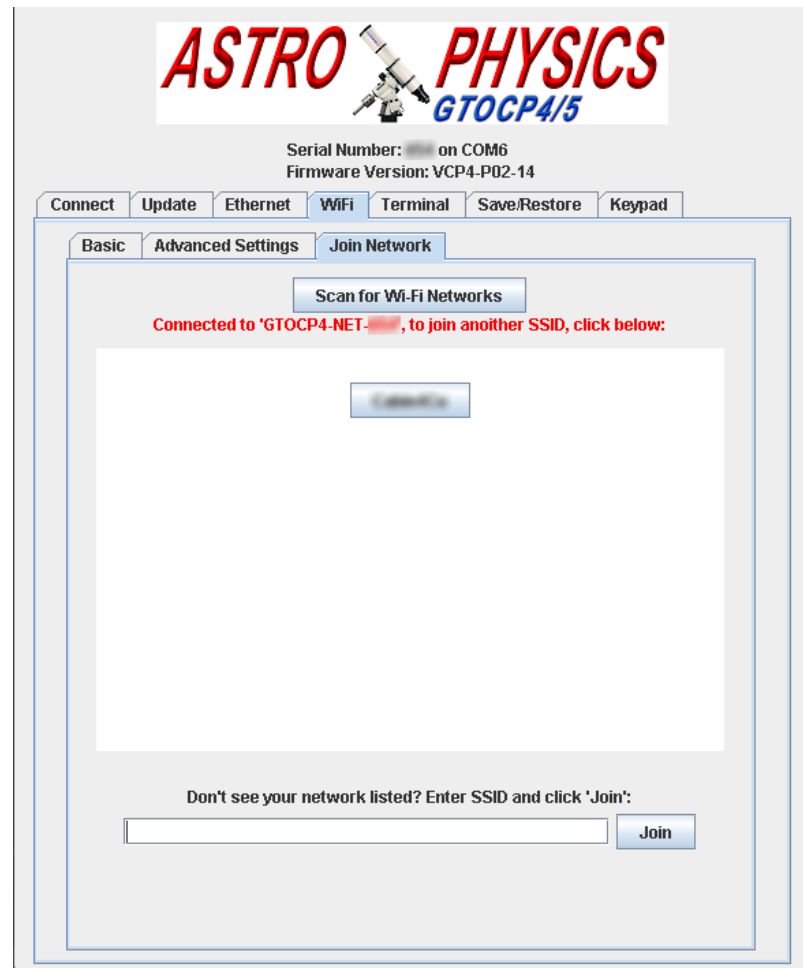 ASTRO PHYSICS
GTOCP4/5
Serial Number: on COM6
Firmware Version: VCP4-P02-14
Connect Update Ethernet WiFi Terminal Save/Restore Keypad
Basic Advanced Settings Join Network
Scan for Wi-Fi Networks
Connected to 'GTOCP4-NET- ', to join anoither SSID, click below:
Don't see your network listed? Enter SSID and click 'Join':
Join